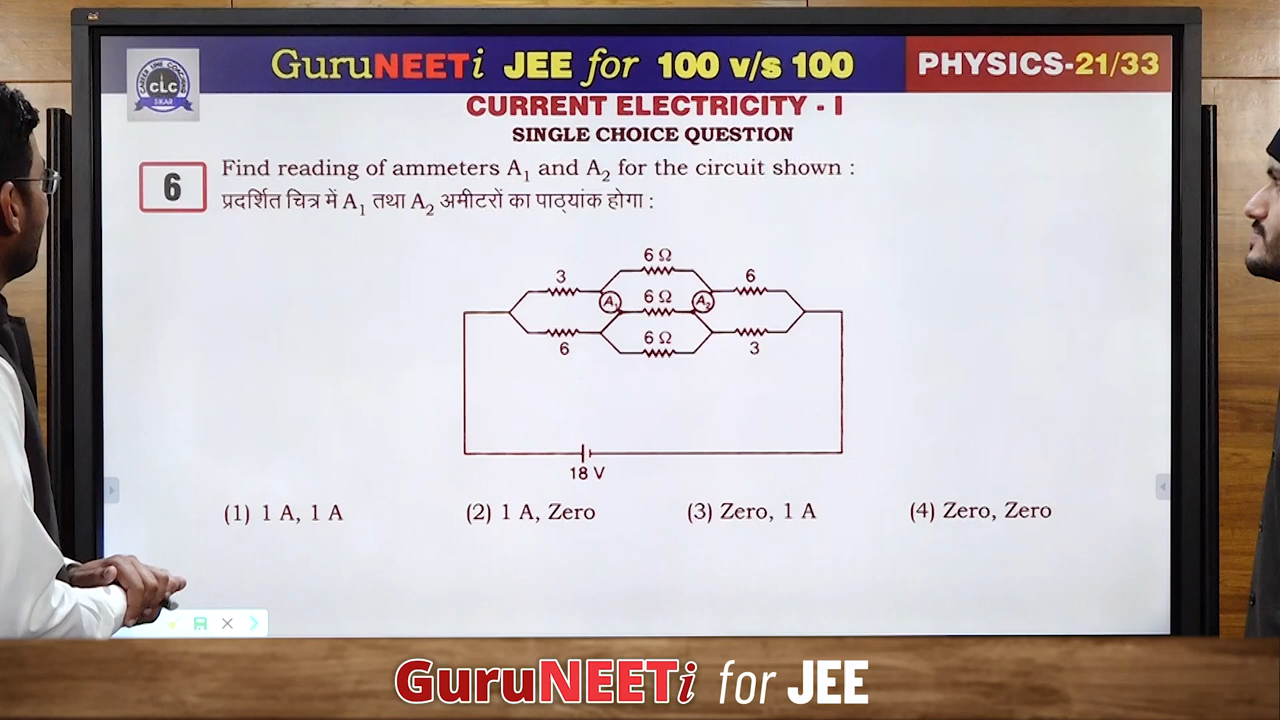 GuruNEETi JEE for 100 v/s 100
PHYSICS-21/33
CLC
SIKAR
CURRENT ELECTRICITY - I
SINGLE CHOICE QUESTION
6
Find reading of ammeters A₁ and A₂ for the circuit shown :
प्रदर्शित चित्र में A₁ तथा A₂ अमीटरों का पाठ्यांक होगा :
6 Ω
3
6
A₁
6 Ω
A₂
6 Ω
6
3
18 V
(1) 1 A, 1 A
(2) 1 A, Zero
(3) Zero, 1 A
(4) Zero, Zero
GuruNEETi for JEE